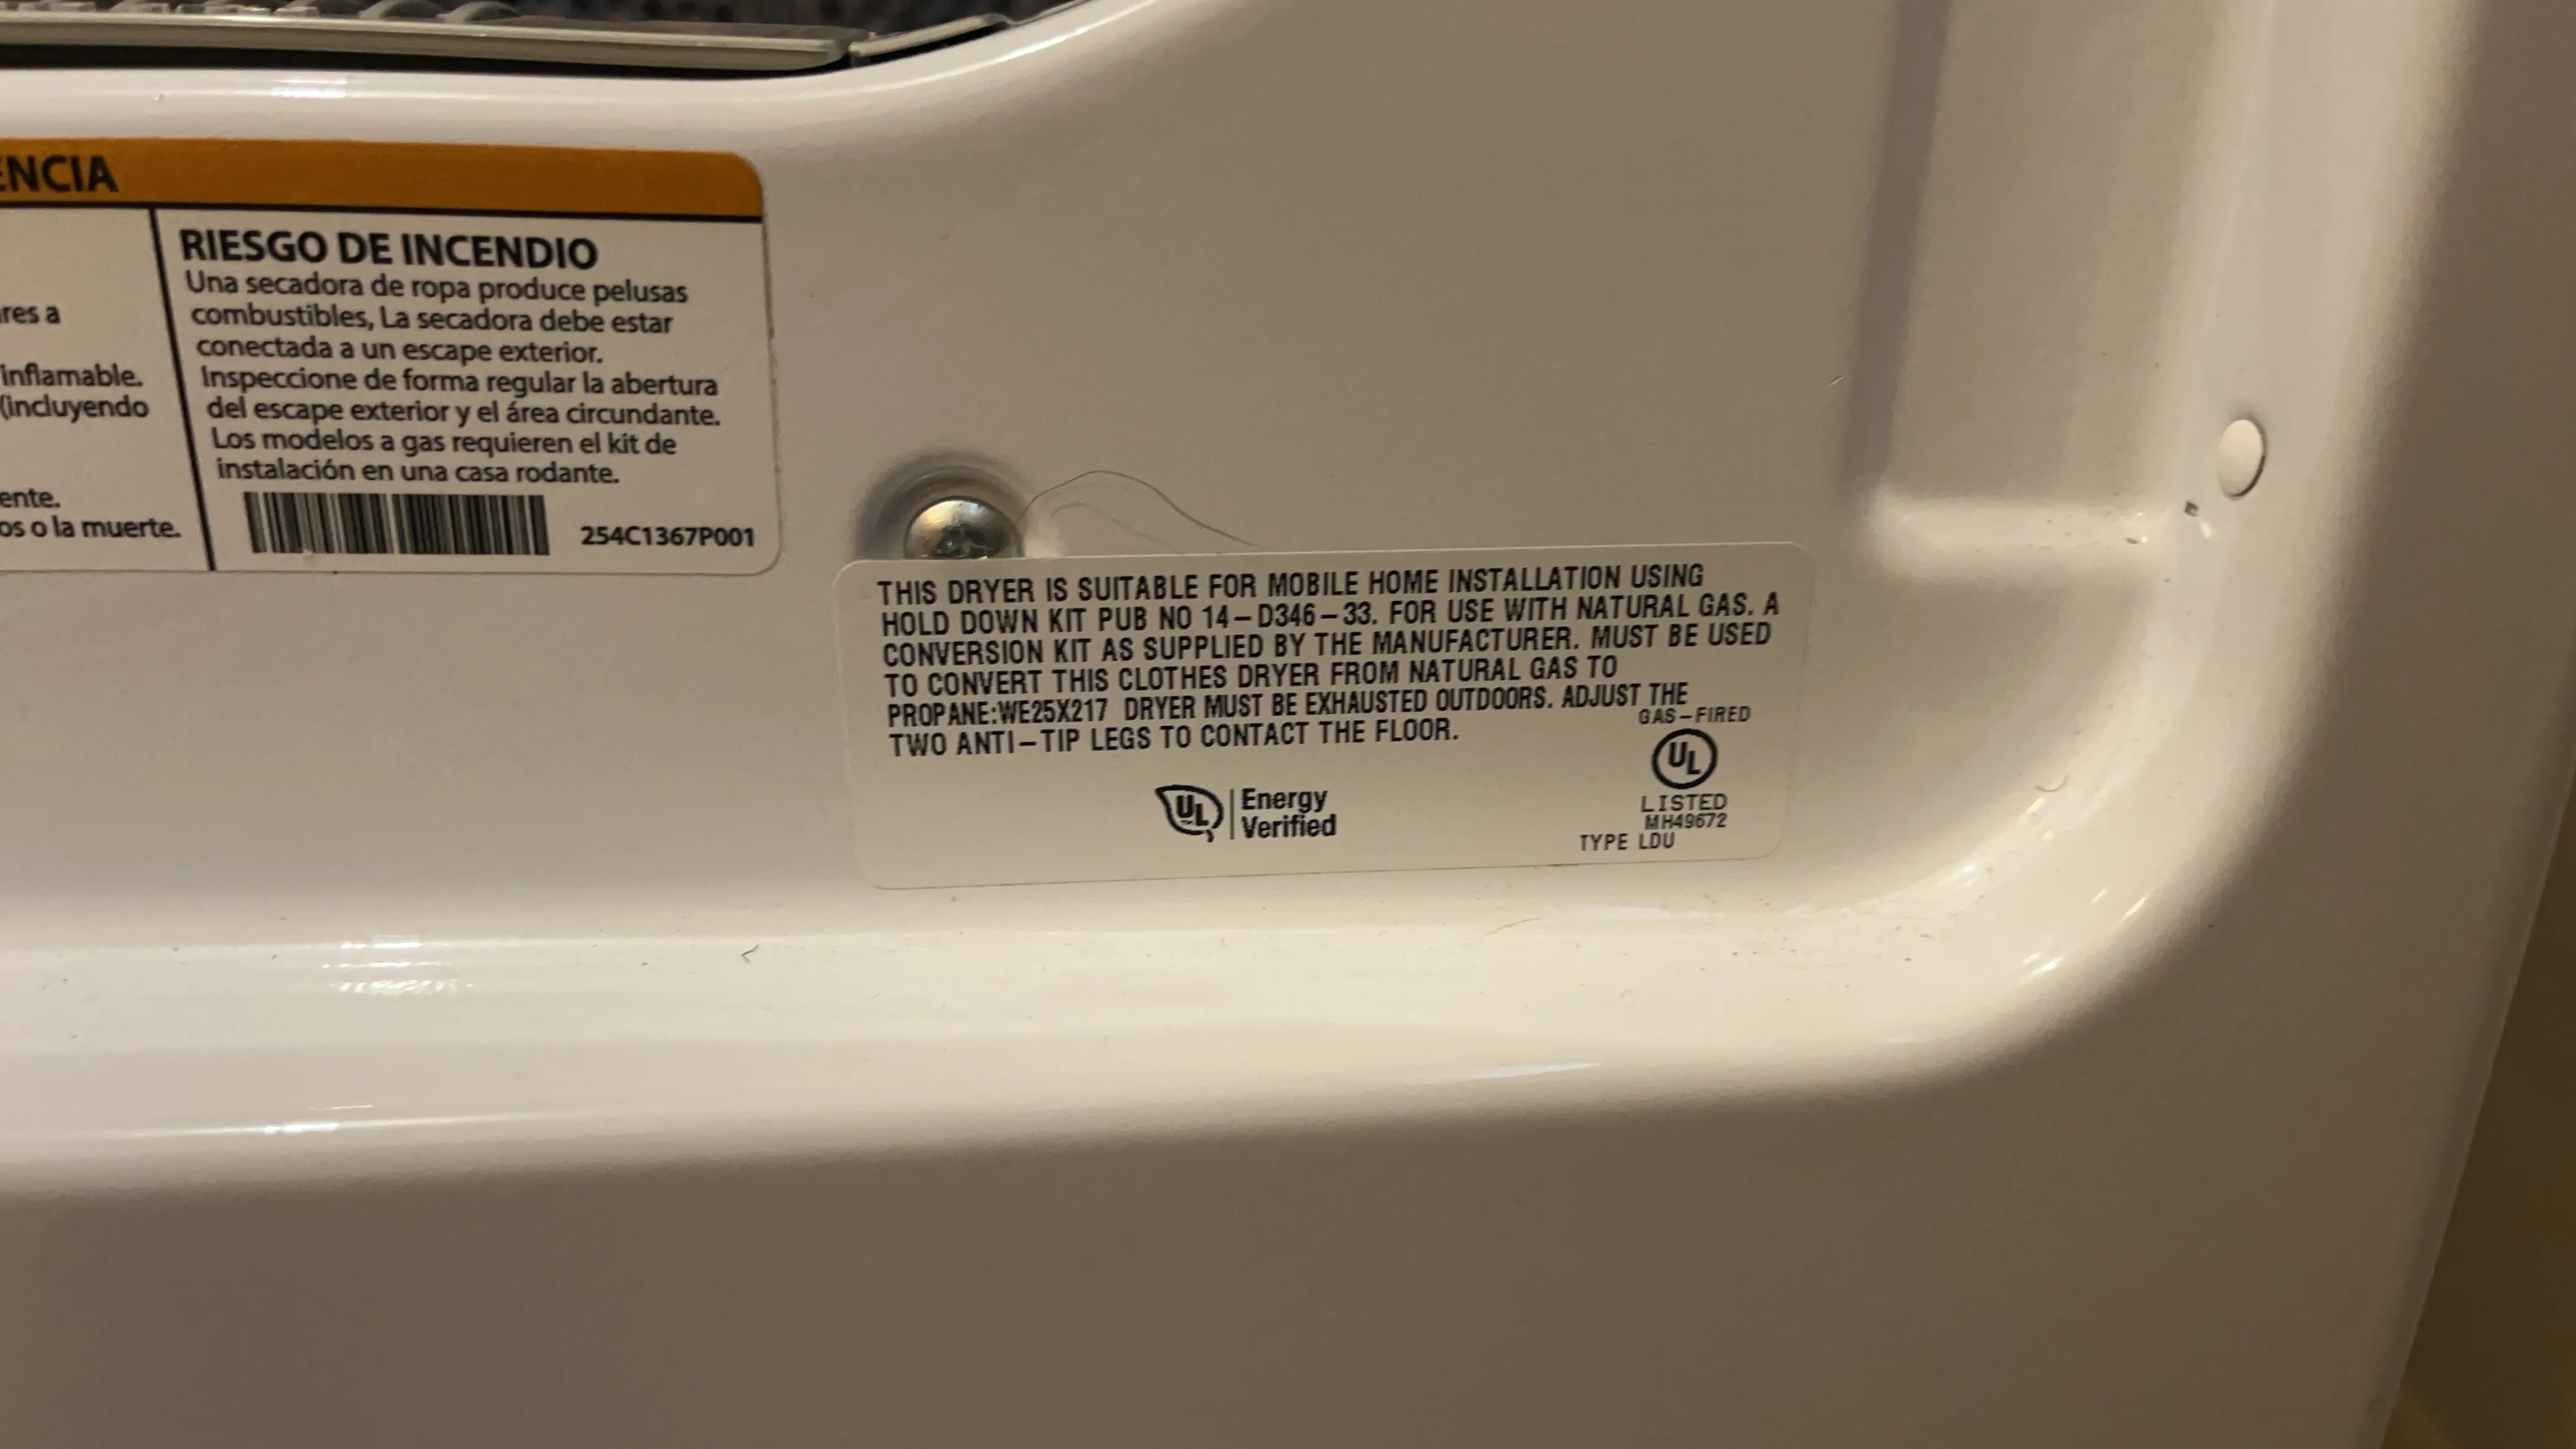 ENCIA
res a
inflamable.
(incluyendo
ente.
os o la muerte.
RIESGO DE INCENDIO
Una secadora de ropa produce pelusas
combustibles, La secadora debe estar
conectada a un escape exterior.
Inspeccione de forma regular la abertura
del escape exterior y el área circundante.
Los modelos a gas requieren el kit de
instalación en una casa rodante.
254C1367P001
THIS DRYER IS SUITABLE FOR MOBILE HOME INSTALLATION USING
HOLD DOWN KIT PUB NO 14-D346-33. FOR USE WITH NATURAL GAS. A
CONVERSION KIT AS SUPPLIED BY THE MANUFACTURER. MUST BE USED
TO CONVERT THIS CLOTHES DRYER FROM NATURAL GAS TO
PROPANE:WE25X217 DRYER MUST BE EXHAUSTED OUTDOORS. ADJUST THE
TWO ANTI-TIP LEGS TO CONTACT THE FLOOR.
UL Energy
Verified
GAS-FIRED
UL
LISTED
MH49672
TYPE LDU